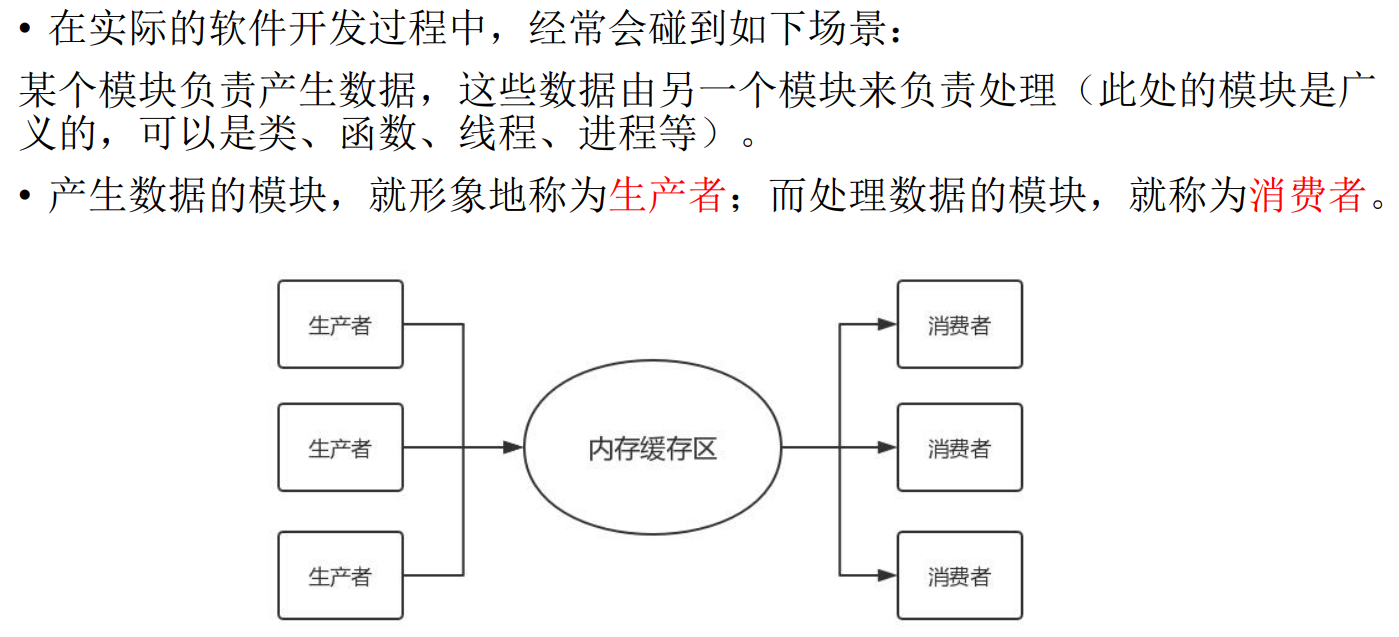 • 在实际的软件开发过程中，经常会碰到如下场景：
某个模块负责产生数据，这些数据由另一个模块来负责处理（此处的模块是广
义的，可以是类、函数、线程、进程等）。
• 产生数据的模块，就形象地称为生产者；而处理数据的模块，就称为消费者。
生产者
消费者
生产者
内存缓存区
消费者
生产者
消费者